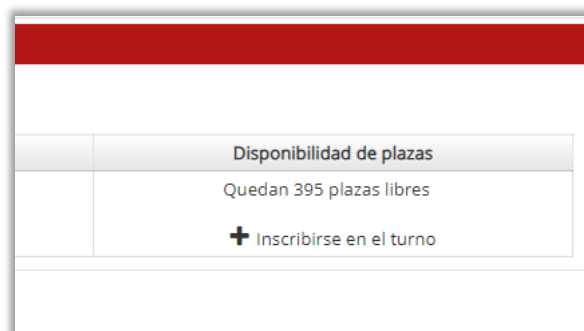 Disponibilidad de plazas
Quedan 395 plazas libres
Inscribirse en el turno